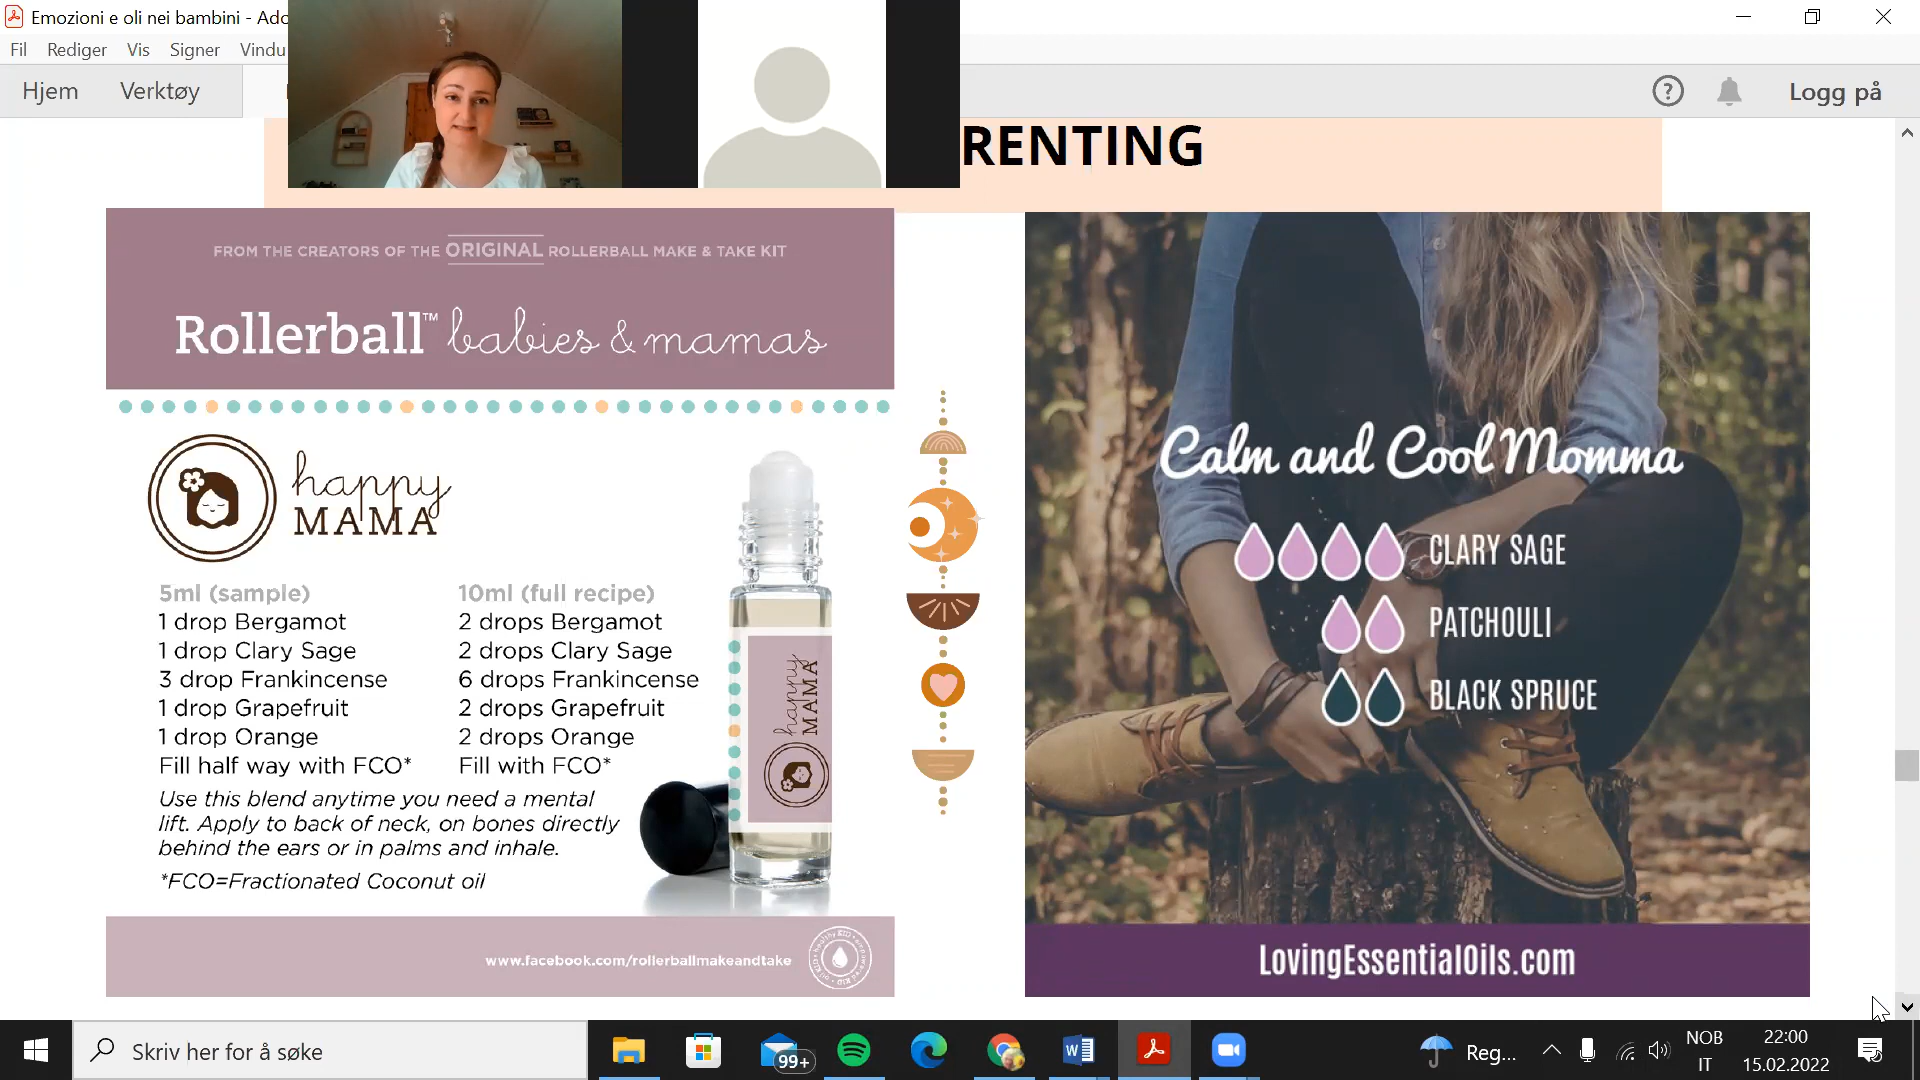 Emozioni e oli nei bambini - Ado
Fil Rediger Vis Signer Vindu
Hjem Verktøy
Logg på
RENTING
FROM THE CREATORS OF THE ORIGINAL ROLLERBALL MAKE & TAKE KIT
Rollerball™ babies & mamas
happy
MAMA
5ml (sample)
1 drop Bergamot
1 drop Clary Sage
3 drop Frankincense
1 drop Grapefruit
1 drop Orange
Fill half way with FCO*
10ml (full recipe)
2 drops Bergamot
2 drops Clary Sage
6 drops Frankincense
2 drops Grapefruit
2 drops Orange
Fill with FCO*
Use this blend anytime you need a mental
lift. Apply to back of neck, on bones directly
behind the ears or in palms and inhale.
*FCO=Fractionated Coconut oil
happy
MAMA
www.facebook.com/rollerballmakeandtake
Calm and Cool Momma
CLARY SAGE
PATCHOULI
BLACK SPRUCE
LovingEssentialOils.com
Skriv her for å søke
99+
Reg...
NOB
IT
22:00
15.02.2022